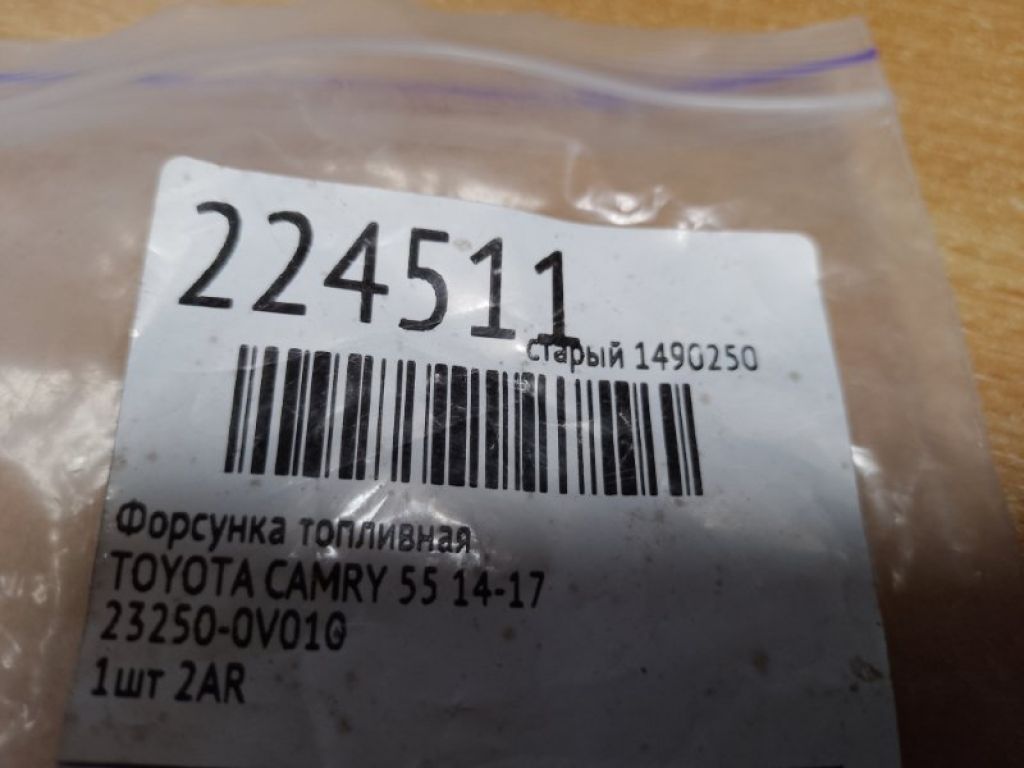 224511
старый 1490250
Форсунка топливная
TOYOTA CAMRY 55 14-17
23250-0V010
1шт 2AR